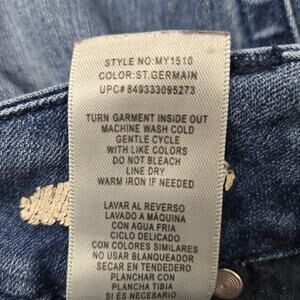 STYLE NO:MY1510
COLOR:ST.GERMAIN
UPC# 849333095273
TURN GARMENT INSIDE OUT
MACHINE WASH COLD
GENTLE CYCLE
WITH LIKE COLORS
DO NOT BLEACH
LINE DRY
WARM IRON IF NEEDED
LAVAR AL REVERSO
LAVADO A MÁQUINA
CON AGUA FRIA
CICLO DELICADO
CON COLORES SIMILARES
NO USAR BLANQUEADOR
SECAR EN TENDEDERO
PLANCHAR CON
PLANCHA TIBIA
SI ES NECESARIO